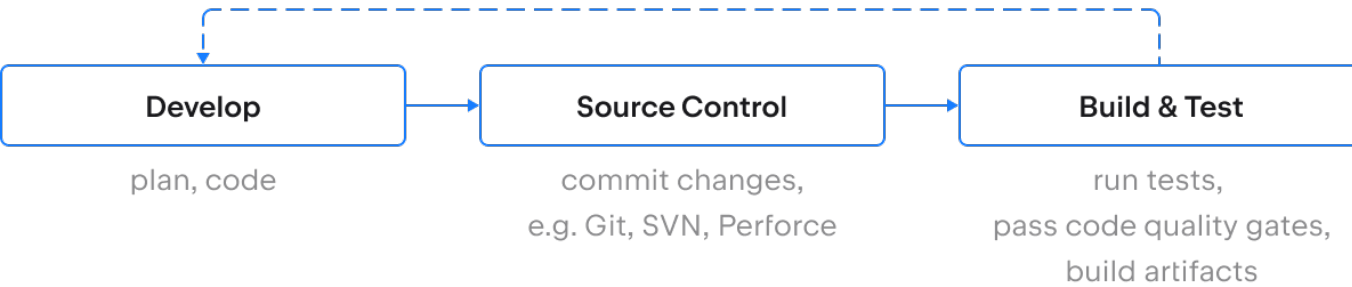 Develop
plan, code
Source Control
commit changes,
e.g. Git, SVN, Perforce
Build & Test
run tests,
pass code quality gates,
build artifacts